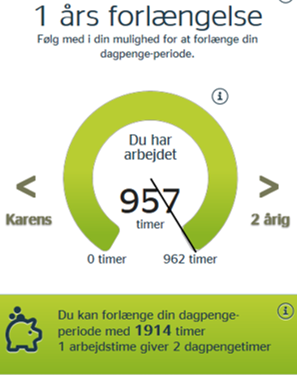 1 års forlængelse
Følg med i din mulighed for at forlænge din
dagpenge-periode.
i
Du har
arbejdet
957
timer
<
Karens
>
2 årig
0 timer
962 timer
Du kan forlænge din dagpenge-
periode med 1914 timer
1 arbejdstime giver 2 dagpengetimer
i